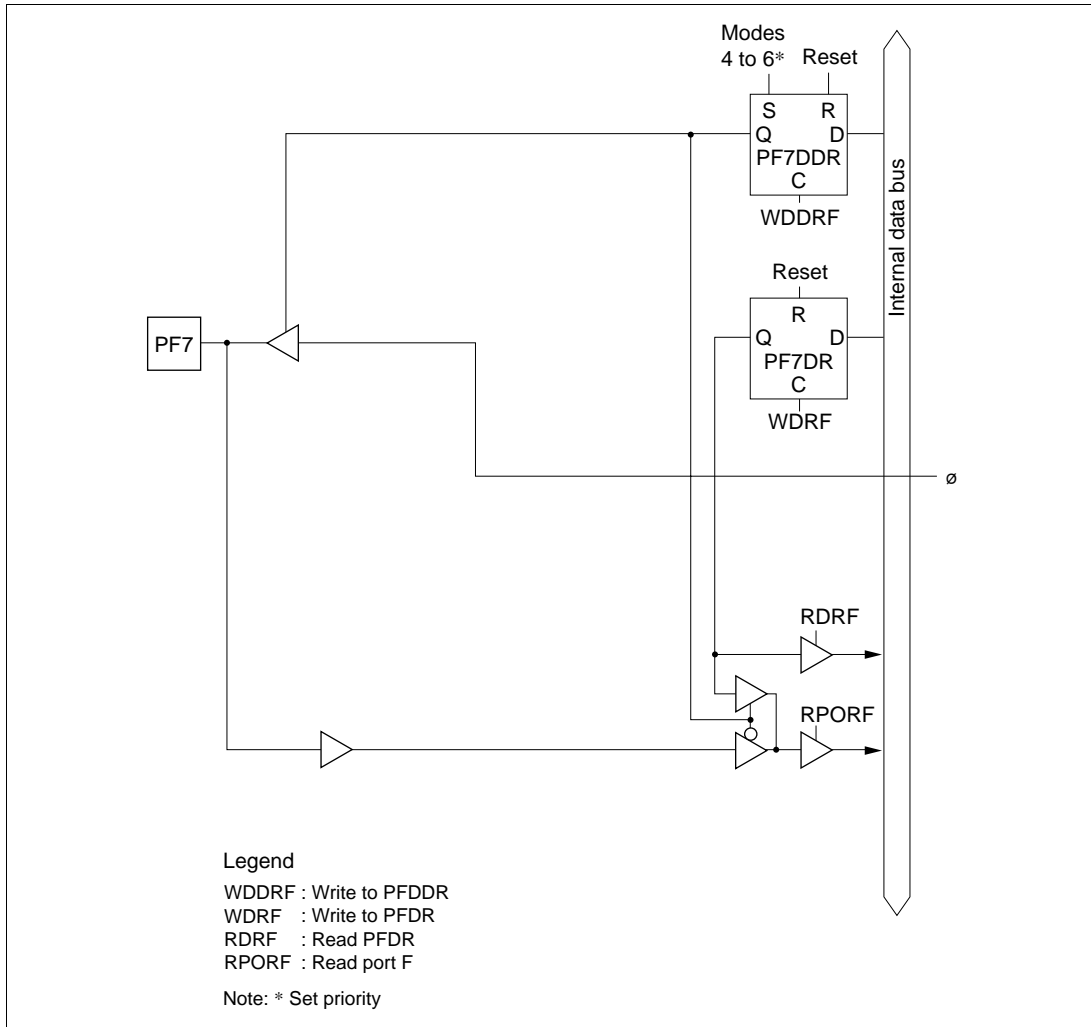 Modes
4 to 6* Reset
S R
Q D
PF7DDR
C
WDDRF
Internal data bus
Reset
R
Q D
PF7DR
C
WDRF
PF7
ø
RDRF
RPORF
Legend
WDDRF : Write to PFDDR
WDRF : Write to PFDR
RDRF : Read PFDR
RPORF : Read port F
Note: * Set priority